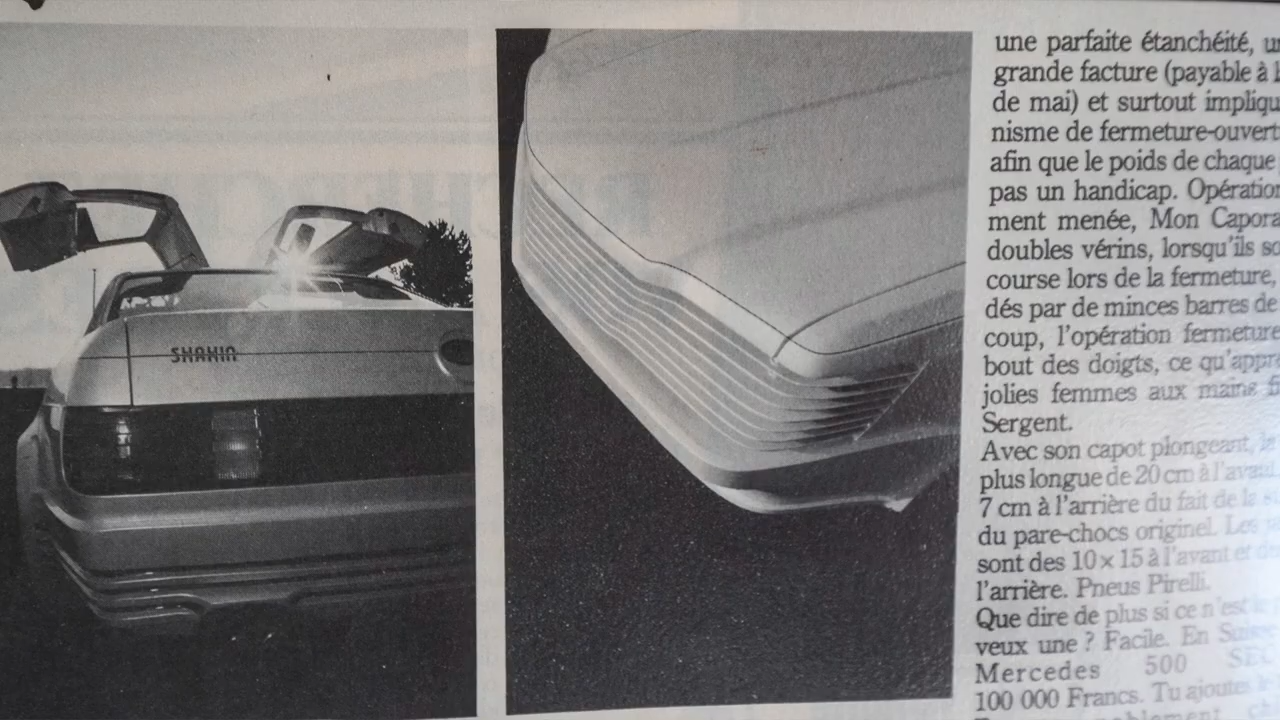 SHAHIN
une parfaite étanchéité,
grande facture (payable à
de mai) et surtout impliqu
nisme de fermeture-ouvert
afin que le poids de chaque
pas un handicap. Opération
ment menée, Mon Capora
doubles vérins, lorsqu'ils so
course lors de la fermeture,
dés par de minces barres de
coup, l'opération fermeture
bout des doigts, ce qu'appr
jolies femmes aux mains fi
Sergent.
Avec son capot plongeant,
plus longue de 20 cm à l'avant
7 cm à l'arrière du fait de la
du pare-chocs originel. Les
sont des 10 x 15 à l'avant et
l'arrière. Pneus Pirelli.
Que dire de plus si ce n'est
veux une ? Facile. En Suisse
Mercedes 500 SEC
100 000 Francs. Tu ajoutes